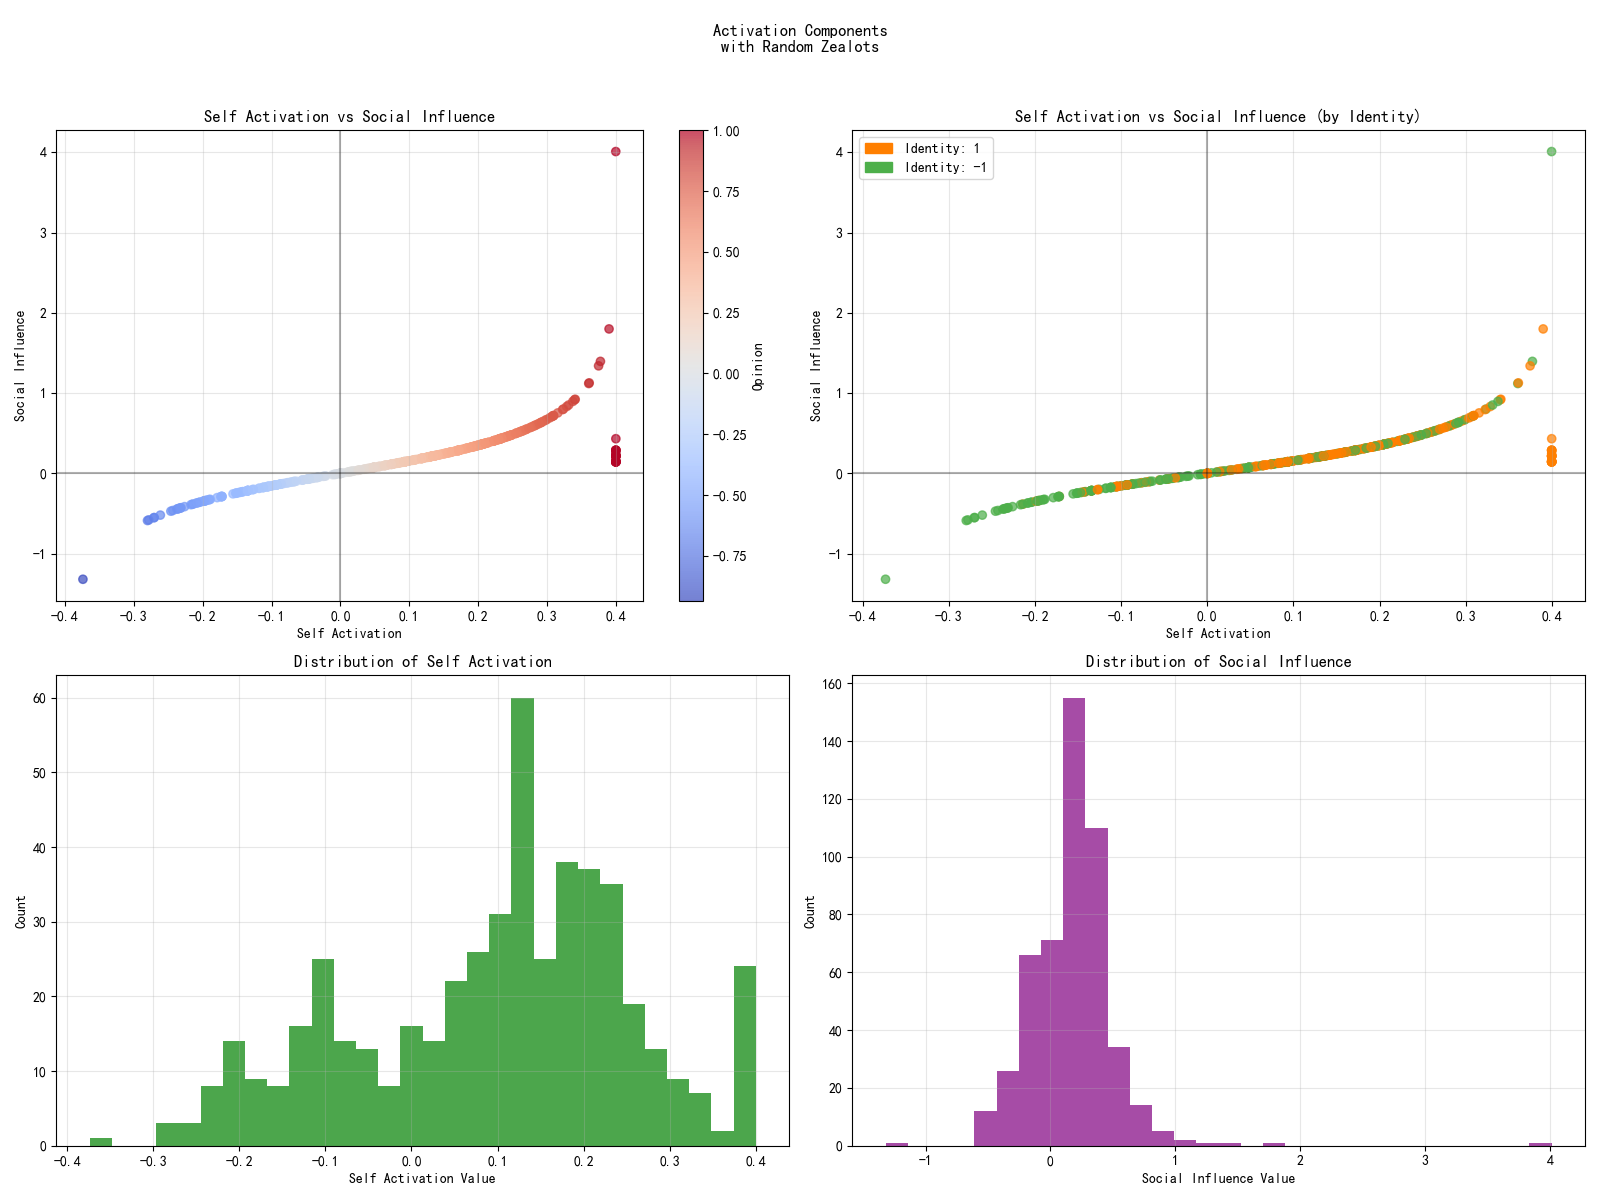 Activation Components
with Random Zealots
Self Activation vs Social Influence
4
3
2
1
0
-1
Social Influence
-0.4 -0.3 -0.2 -0.1 0.0 0.1 0.2 0.3 0.4
Self Activation
1.00
0.75
0.50
0.25
0.00
-0.25
-0.50
-0.75
Opinion
Self Activation vs Social Influence (by Identity)
Identity: 1
Identity: -1
4
3
2
1
0
-1
Social Influence
-0.4 -0.3 -0.2 -0.1 0.0 0.1 0.2 0.3 0.4
Self Activation
Distribution of Self Activation
60
50
40
30
20
10
0
Count
-0.4 -0.3 -0.2 -0.1 0.0 0.1 0.2 0.3 0.4
Self Activation Value
Distribution of Social Influence
160
140
120
100
80
60
40
20
0
Count
-1 0 1 2 3 4
Social Influence Value